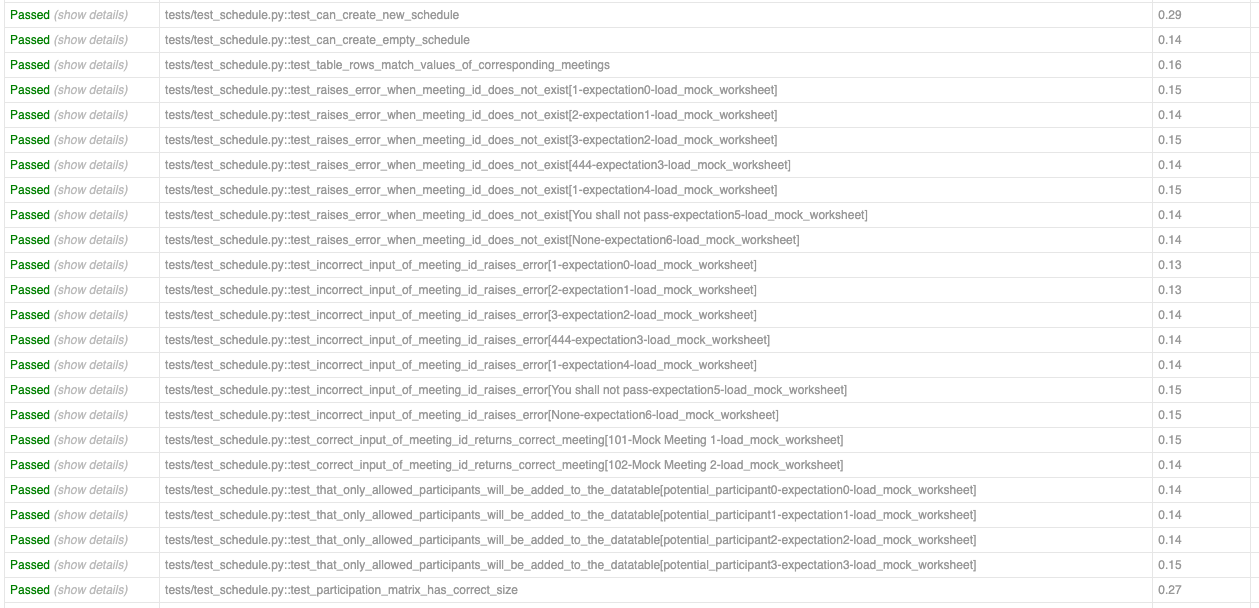 Passed (show details) tests/test_schedule.py::test_can_create_new_schedule 0.29
Passed (show details) tests/test_schedule.py::test_can_create_empty_schedule 0.14
Passed (show details) tests/test_schedule.py::test_table_rows_match_values_of_corresponding_meetings 0.16
Passed (show details) tests/test_schedule.py::test_raises_error_when_meeting_id_does_not_exist[1-expectation0-load_mock_worksheet] 0.15
Passed (show details) tests/test_schedule.py::test_raises_error_when_meeting_id_does_not_exist[2-expectation1-load_mock_worksheet] 0.14
Passed (show details) tests/test_schedule.py::test_raises_error_when_meeting_id_does_not_exist[3-expectation2-load_mock_worksheet] 0.15
Passed (show details) tests/test_schedule.py::test_raises_error_when_meeting_id_does_not_exist[444-expectation3-load_mock_worksheet] 0.14
Passed (show details) tests/test_schedule.py::test_raises_error_when_meeting_id_does_not_exist[1-expectation4-load_mock_worksheet] 0.15
Passed (show details) tests/test_schedule.py::test_raises_error_when_meeting_id_does_not_exist[You shall not pass-expectation5-load_mock_worksheet] 0.14
Passed (show details) tests/test_schedule.py::test_raises_error_when_meeting_id_does_not_exist[None-expectation6-load_mock_worksheet] 0.14
Passed (show details) tests/test_schedule.py::test_incorrect_input_of_meeting_id_raises_error[1-expectation0-load_mock_worksheet] 0.13
Passed (show details) tests/test_schedule.py::test_incorrect_input_of_meeting_id_raises_error[2-expectation1-load_mock_worksheet] 0.13
Passed (show details) tests/test_schedule.py::test_incorrect_input_of_meeting_id_raises_error[3-expectation2-load_mock_worksheet] 0.14
Passed (show details) tests/test_schedule.py::test_incorrect_input_of_meeting_id_raises_error[444-expectation3-load_mock_worksheet] 0.14
Passed (show details) tests/test_schedule.py::test_incorrect_input_of_meeting_id_raises_error[1-expectation4-load_mock_worksheet] 0.14
Passed (show details) tests/test_schedule.py::test_incorrect_input_of_meeting_id_raises_error[You shall not pass-expectation5-load_mock_worksheet] 0.15
Passed (show details) tests/test_schedule.py::test_incorrect_input_of_meeting_id_raises_error[None-expectation6-load_mock_worksheet] 0.15
Passed (show details) tests/test_schedule.py::test_correct_input_of_meeting_id_returns_correct_meeting[101-Mock Meeting 1-load_mock_worksheet] 0.15
Passed (show details) tests/test_schedule.py::test_correct_input_of_meeting_id_returns_correct_meeting[102-Mock Meeting 2-load_mock_worksheet] 0.14
Passed (show details) tests/test_schedule.py::test_that_only_allowed_participants_will_be_added_to_the_datatable[potential_participant0-expectation0-load_mock_worksheet] 0.14
Passed (show details) tests/test_schedule.py::test_that_only_allowed_participants_will_be_added_to_the_datatable[potential_participant1-expectation1-load_mock_worksheet] 0.14
Passed (show details) tests/test_schedule.py::test_that_only_allowed_participants_will_be_added_to_the_datatable[potential_participant2-expectation2-load_mock_worksheet] 0.14
Passed (show details) tests/test_schedule.py::test_that_only_allowed_participants_will_be_added_to_the_datatable[potential_participant3-expectation3-load_mock_worksheet] 0.15
Passed (show details) tests/test_schedule.py::test_participation_matrix_has_correct_size 0.27